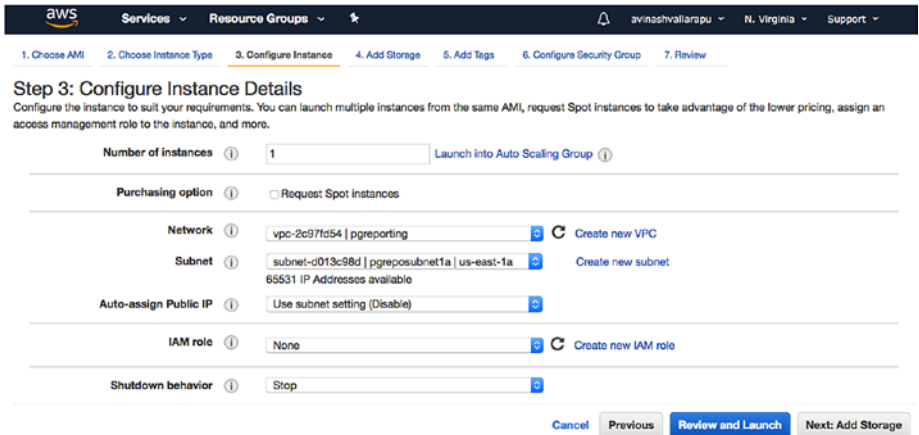 aws Services Resource Groups avinashvallarapu N. Virginia Support
1. Choose AMI 2. Choose Instance Type 3. Configure Instance 4. Add Storage 5. Add Tags 6. Configure Security Group 7. Review
Step 3: Configure Instance Details
Configure the instance to suit your requirements. You can launch multiple instances from the same AMI, request Spot instances to take advantage of the lower pricing, assign an
access management role to the instance, and more.
Number of instances i 1 Launch into Auto Scaling Group i
Purchasing option i Request Spot instances
Network i vpc-2c97fd54 | pgreporting Create new VPC
Subnet i subnet-d013c98d | pgreposubnet1a | us-east-1a Create new subnet
65531 IP Addresses available
Auto-assign Public IP i Use subnet setting (Disable)
IAM role i None Create new IAM role
Shutdown behavior i Stop
Cancel Previous Review and Launch Next: Add Storage